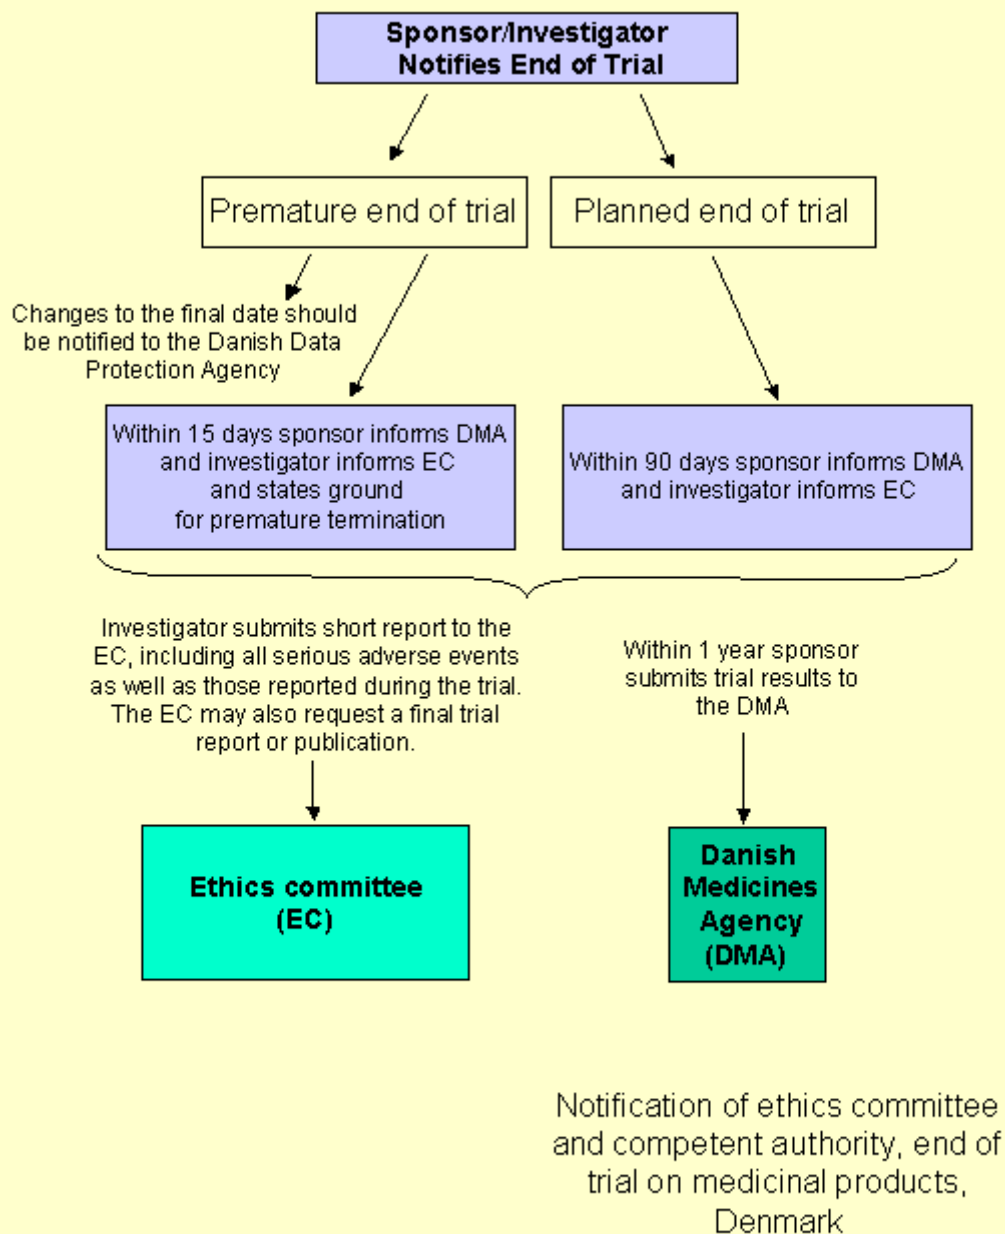 Sponsor/Investigator
Notifies End of Trial
Premature end of trial
Planned end of trial
Changes to the final date should
be notified to the Danish Data
Protection Agency
Within 15 days sponsor informs DMA
and investigator informs EC
and states ground
for premature termination
Within 90 days sponsor informs DMA
and investigator informs EC
Investigator submits short report to the
EC, including all serious adverse events
as well as those reported during the trial.
The EC may also request a final trial
report or publication.
Within 1 year sponsor
submits trial results to
the DMA
Ethics committee
(EC)
Danish
Medicines
Agency
(DMA)
Notification of ethics committee
and competent authority, end of
trial on medicinal products,
Denmark